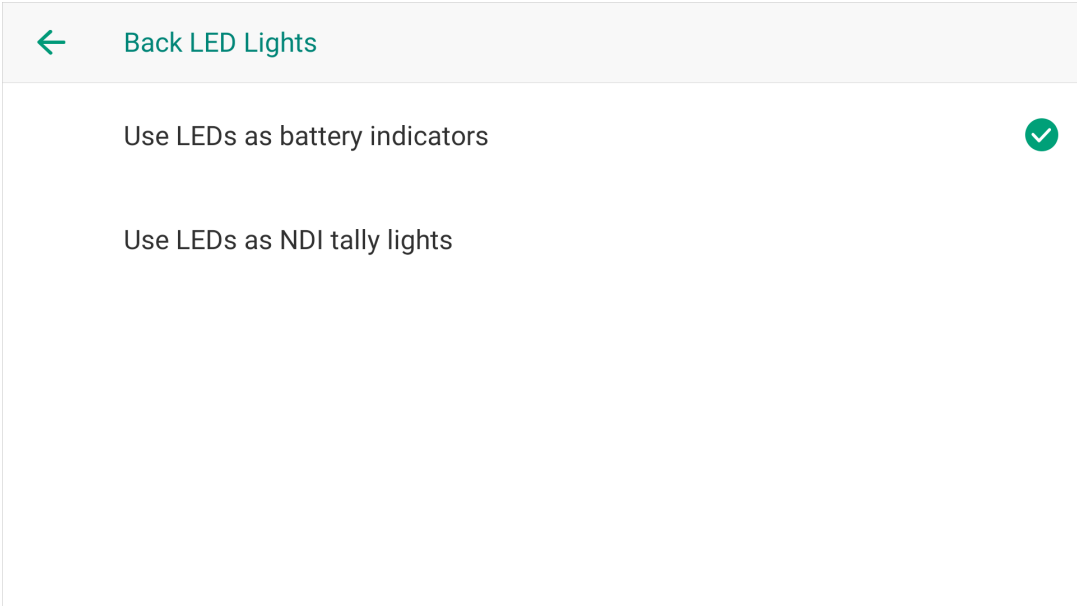 Back LED Lights
Use LEDs as battery indicators
Use LEDs as NDI tally lights